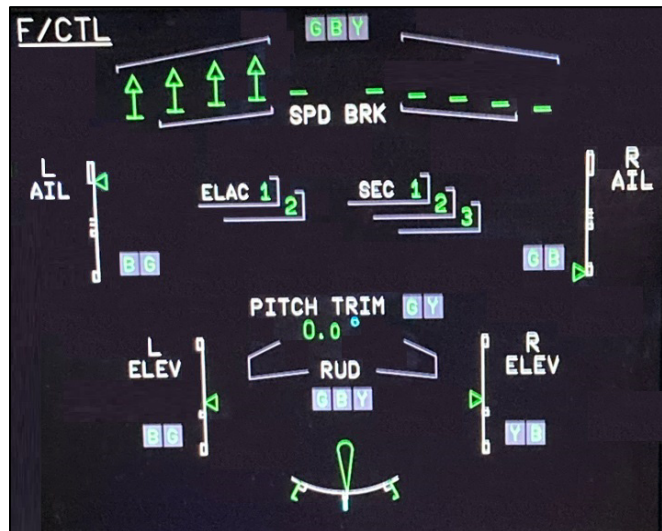 F/CTL
G B Y
SPD BRK
L
AIL
ELAC 1
2
SEC 1
2
3
R
AIL
B G
G B
PITCH TRIM G Y
0.0°
L
ELEV
RUD
R
ELEV
G B Y
B G
Y B